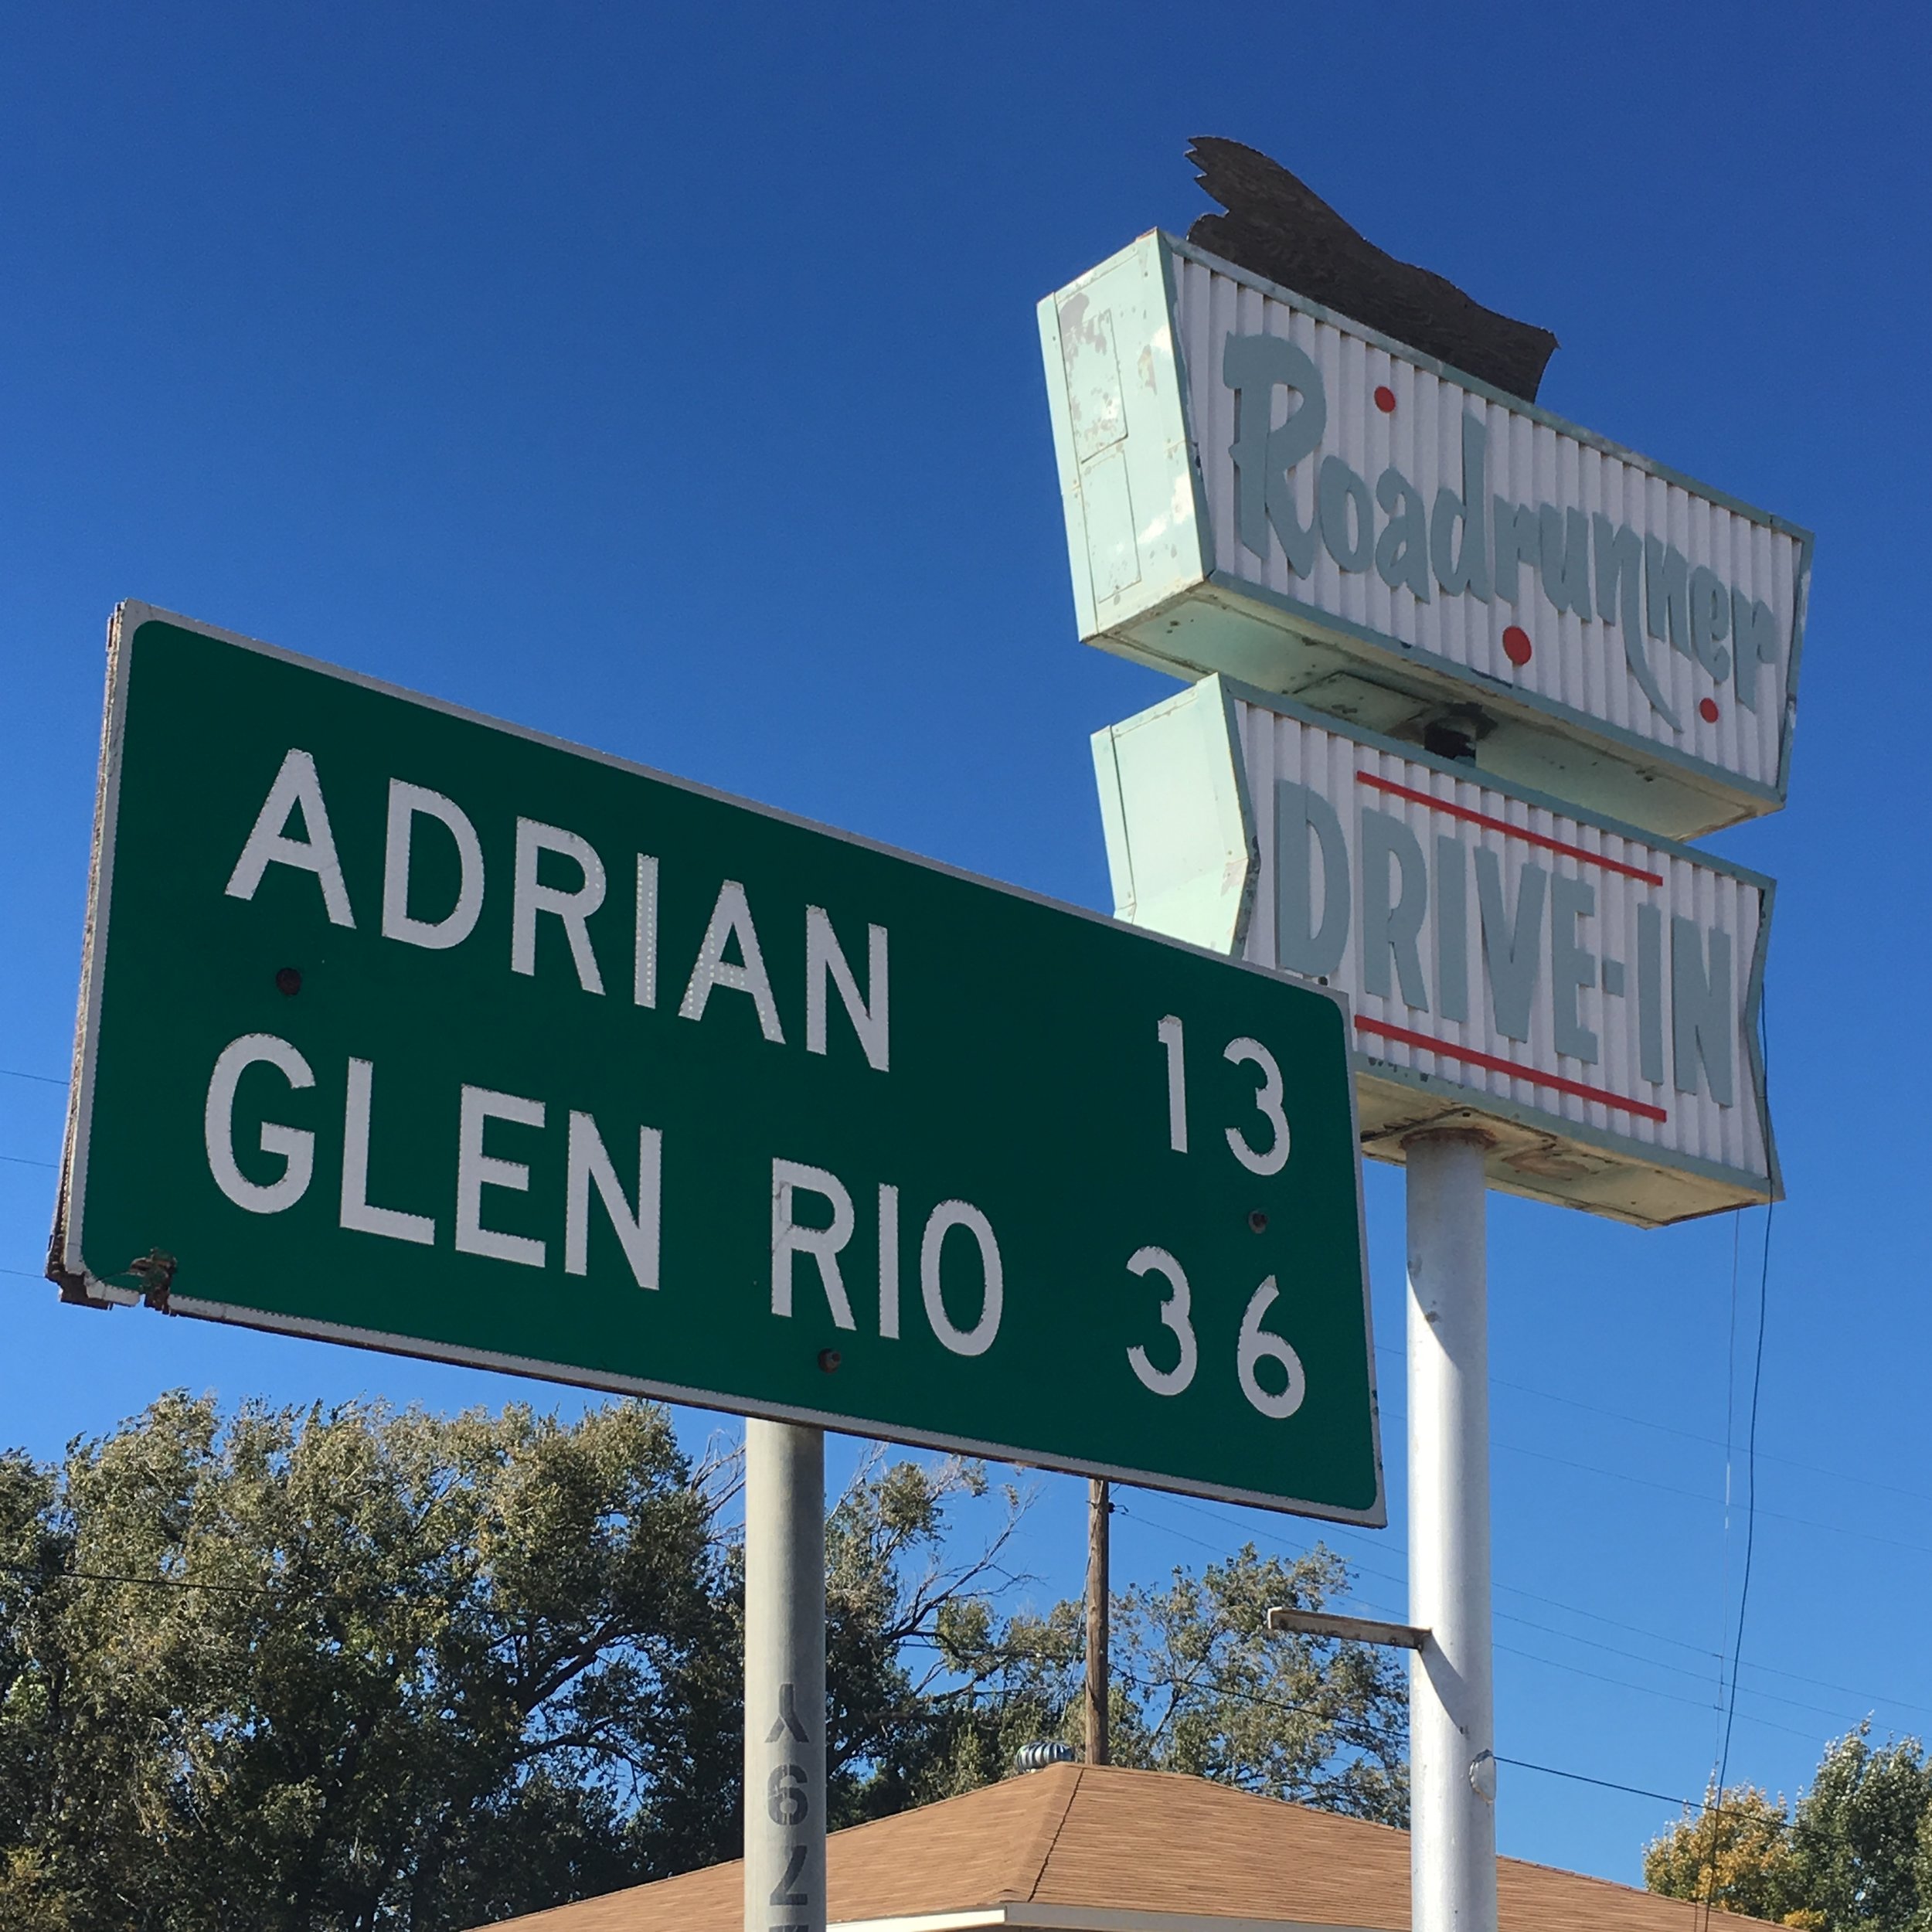 Roadrunner
DRIVE-IN
ADRIAN 13
GLEN RIO 36